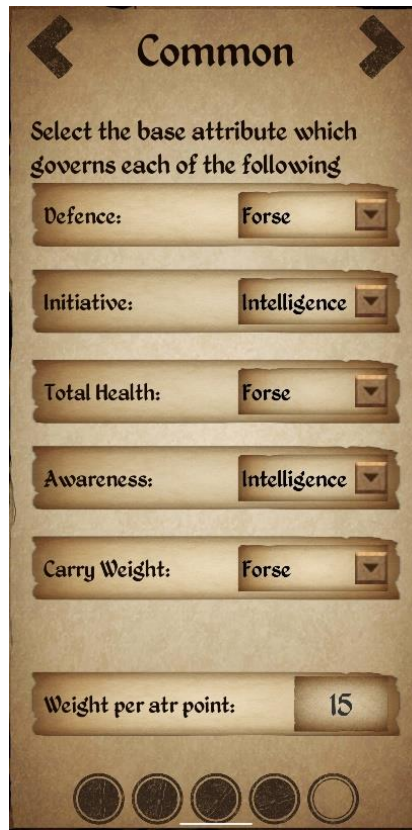 Common
Select the base attribute which
governs each of the following
Defence: Forse
Initiative: Intelligence
Total Health: Forse
Awareness: Intelligence
Carry Weight: Forse
Weight per atr point: 15